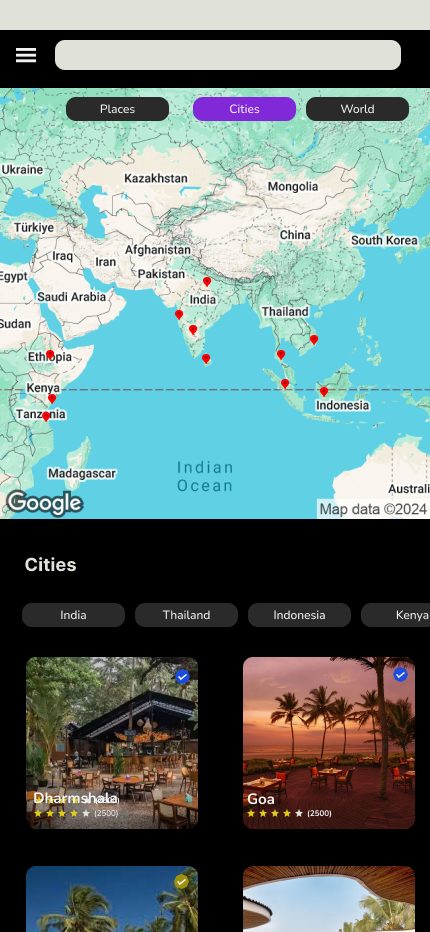 Places Cities World
Ukraine
Kazakhstan
Mongolia
Türkiye
China
South Korea
Afghanistan
Iraq
Iran
Pakistan
Egypt
Saudi Arabia
India
Thailand
Sudan
Ethiopia
Kenya
Indonesia
Tanzania
Indian
Ocean
Madagascar
Australi
Google
Map data ©2024
Cities
India Thailand Indonesia Kenya
Dharmshala
Goa
(2500)
(2500)